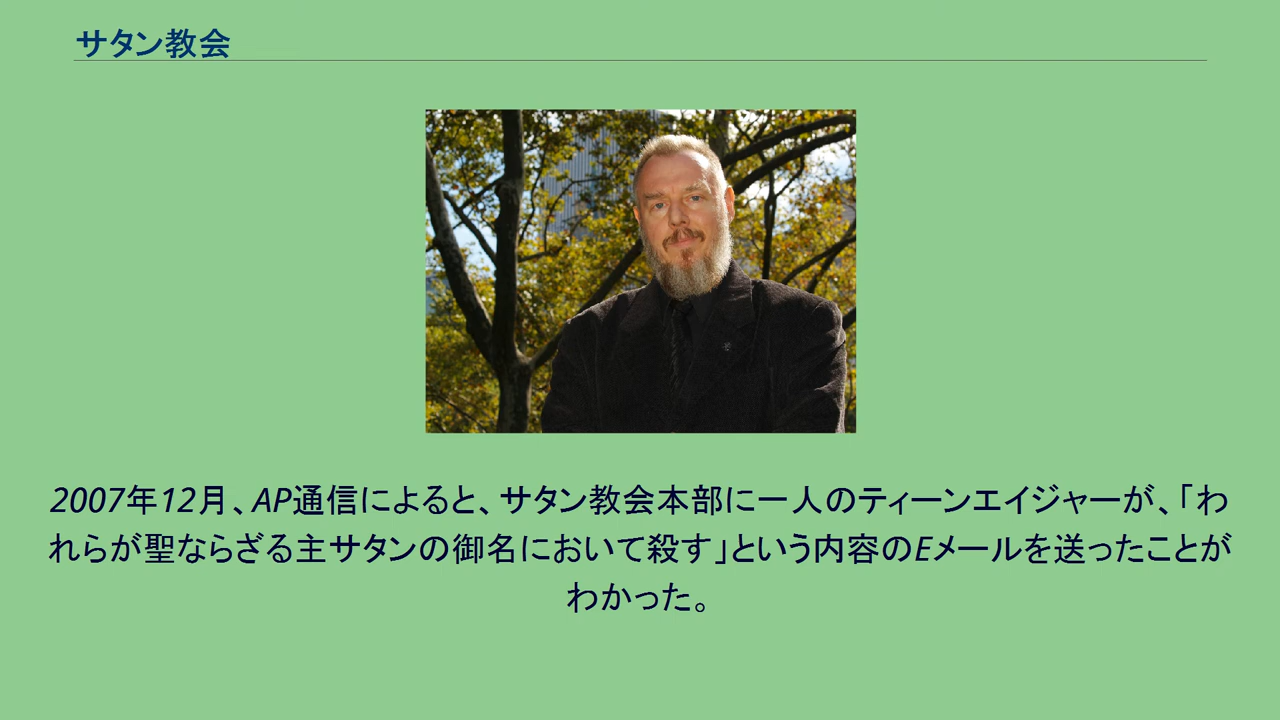 サタン教会
2007年12月、AP通信によると、サタン教会本部に一人のティーンエイジャーが、「わ
れらが聖ならざる主サタンの御名において殺す」という内容のEメールを送ったことが
わかった。